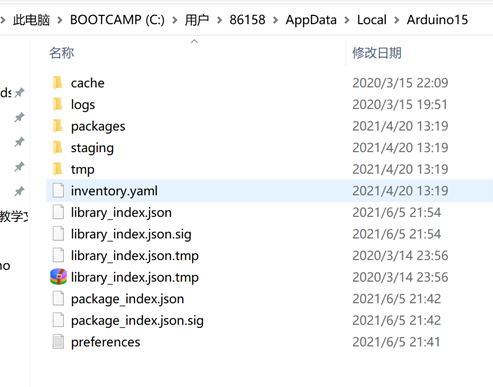 此电脑 > BOOTCAMP (C:) > 用户 > 86158 > AppData > Local > Arduino15
名称 修改日期
cache 2020/3/15 22:09
ds logs 2020/3/15 19:51
packages 2021/4/20 13:19
staging 2021/4/20 13:19
tmp 2021/4/20 13:19
inventory.yaml 2021/4/20 13:19
教学文 library_index.json 2021/6/5 21:54
library_index.json.sig 2021/6/5 21:54
no library_index.json.tmp 2020/3/14 23:56
library_index.json.tmp 2020/3/14 23:56
package_index.json 2021/6/5 21:42
package_index.json.sig 2021/6/5 21:42
preferences 2021/6/5 21:41